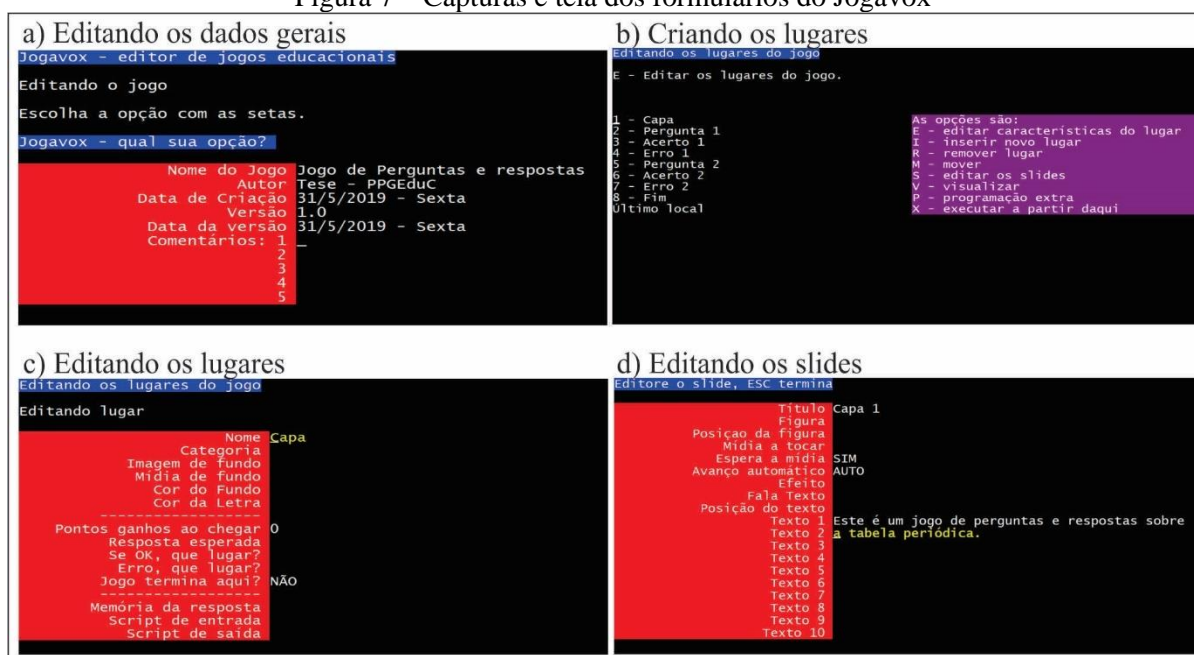 Figura 7 – Capturas e tela dos formulários do Jogavox
a) Editando os dados gerais
Jogavox - editor de jogos educacionais
Editando o jogo
Escolha a opção com as setas.
Jogavox - qual sua opção?
Nome do Jogo Jogo de Perguntas e respostas
Autor Tese - PPGEduC
Data de Criação 31/5/2019 - Sexta
Versão 1.0
Data da versão 31/5/2019 - Sexta
Comentários: 1 _
2
3
4
5
b) Criando os lugares
Editando os lugares do jogo
E - Editar os lugares do jogo.
1 - Capa
2 - Pergunta 1
3 - Acerto 1
4 - Erro 1
5 - Pergunta 2
6 - Acerto 2
7 - Erro 2
8 - Fim
Último local
As opções são:
E - editar características do lugar
I - inserir novo lugar
R - remover lugar
M - mover
S - editar os slides
V - visualizar
P - programação extra
X - executar a partir daqui
c) Editando os lugares
Editando os lugares do jogo
Editando lugar
Nome Capa
Categoria
Imagem de fundo
Mídia de fundo
Cor do Fundo
Cor da Letra
-------------------
Pontos ganhos ao chegar 0
Resposta esperada
Se OK, que lugar?
Erro, que lugar?
Jogo termina aqui? NÃO
-------------------
Memória da resposta
Script de entrada
Script de saída
d) Editando os slides
Editore o slide, ESC termina
Título Capa 1
Figura
Posiçao da figura
Mídia a tocar
Espera a mídia SIM
Avanço automático AUTO
Efeito
Fala Texto
Posição do texto
Texto 1 Este é um jogo de perguntas e respostas sobre
Texto 2 a tabela periódica.
Texto 3
Texto 4
Texto 5
Texto 6
Texto 7
Texto 8
Texto 9
Texto 10